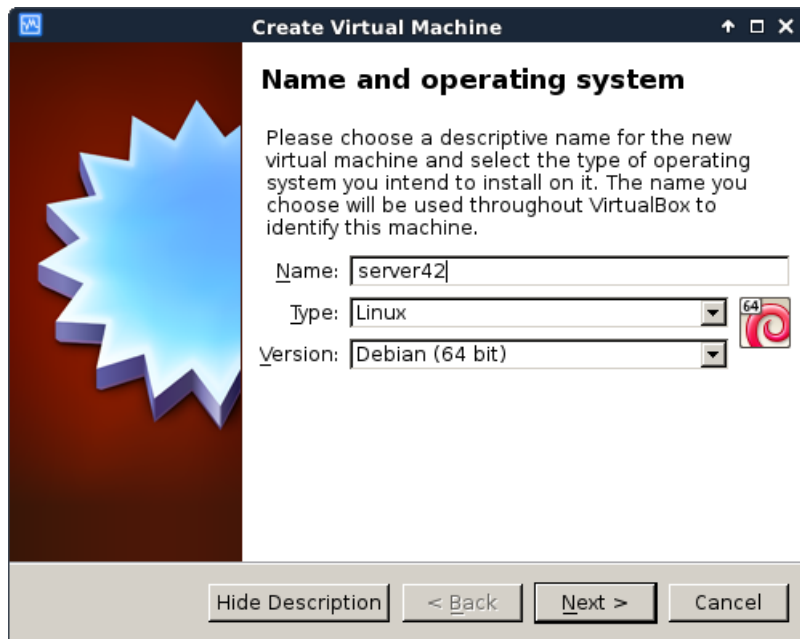 Create Virtual Machine
Name and operating system
Please choose a descriptive name for the new
virtual machine and select the type of operating
system you intend to install on it. The name you
choose will be used throughout VirtualBox to
identify this machine.
Name: server42
Type: Linux
64
Version: Debian (64 bit)
Hide Description < Back Next > Cancel